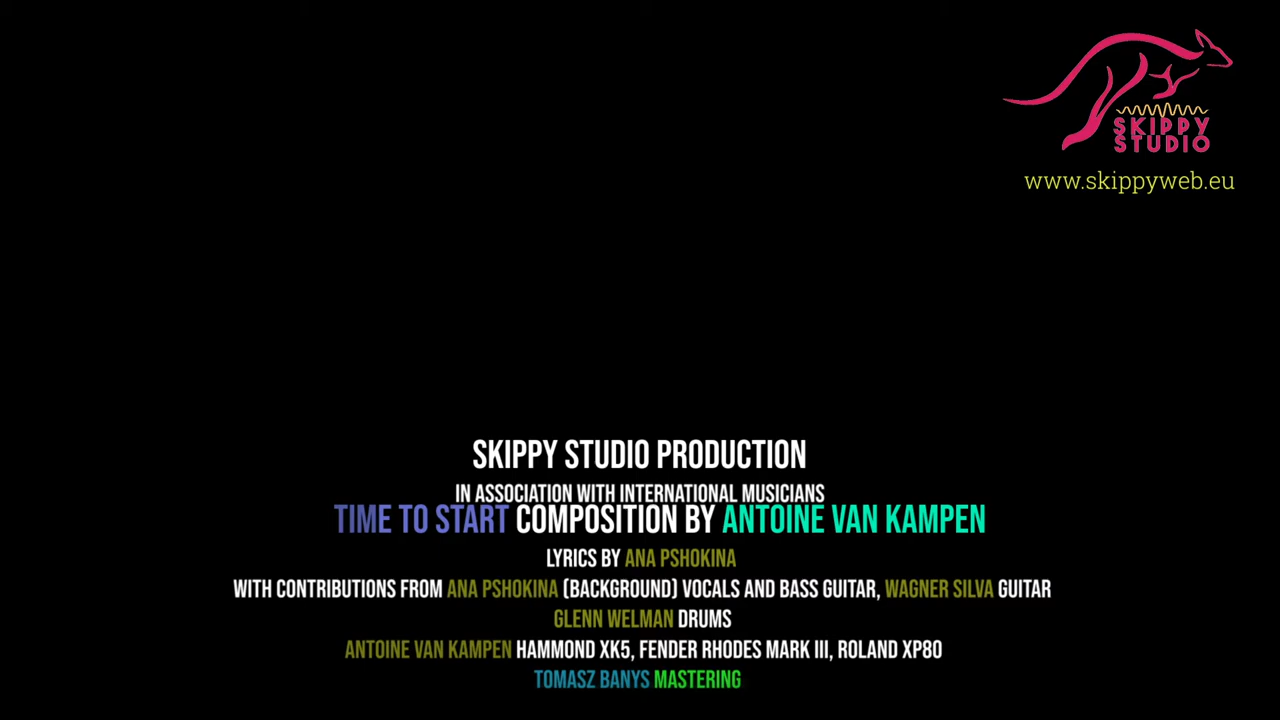 SKIPPY
STUDIO
www.skippyweb.eu
SKIPPY STUDIO PRODUCTION
IN ASSOCIATION WITH INTERNATIONAL MUSICIANS
TIME TO START COMPOSITION BY ANTOINE VAN KAMPEN
LYRICS BY ANA PSHOKINA
WITH CONTRIBUTIONS FROM ANA PSHOKINA (BACKGROUND) VOCALS AND BASS GUITAR, WAGNER SILVA GUITAR
GLENN WELMAN DRUMS
ANTOINE VAN KAMPEN HAMMOND XK5, FENDER RHODES MARK III, ROLAND XP80
TOMASZ BANYS MASTERING